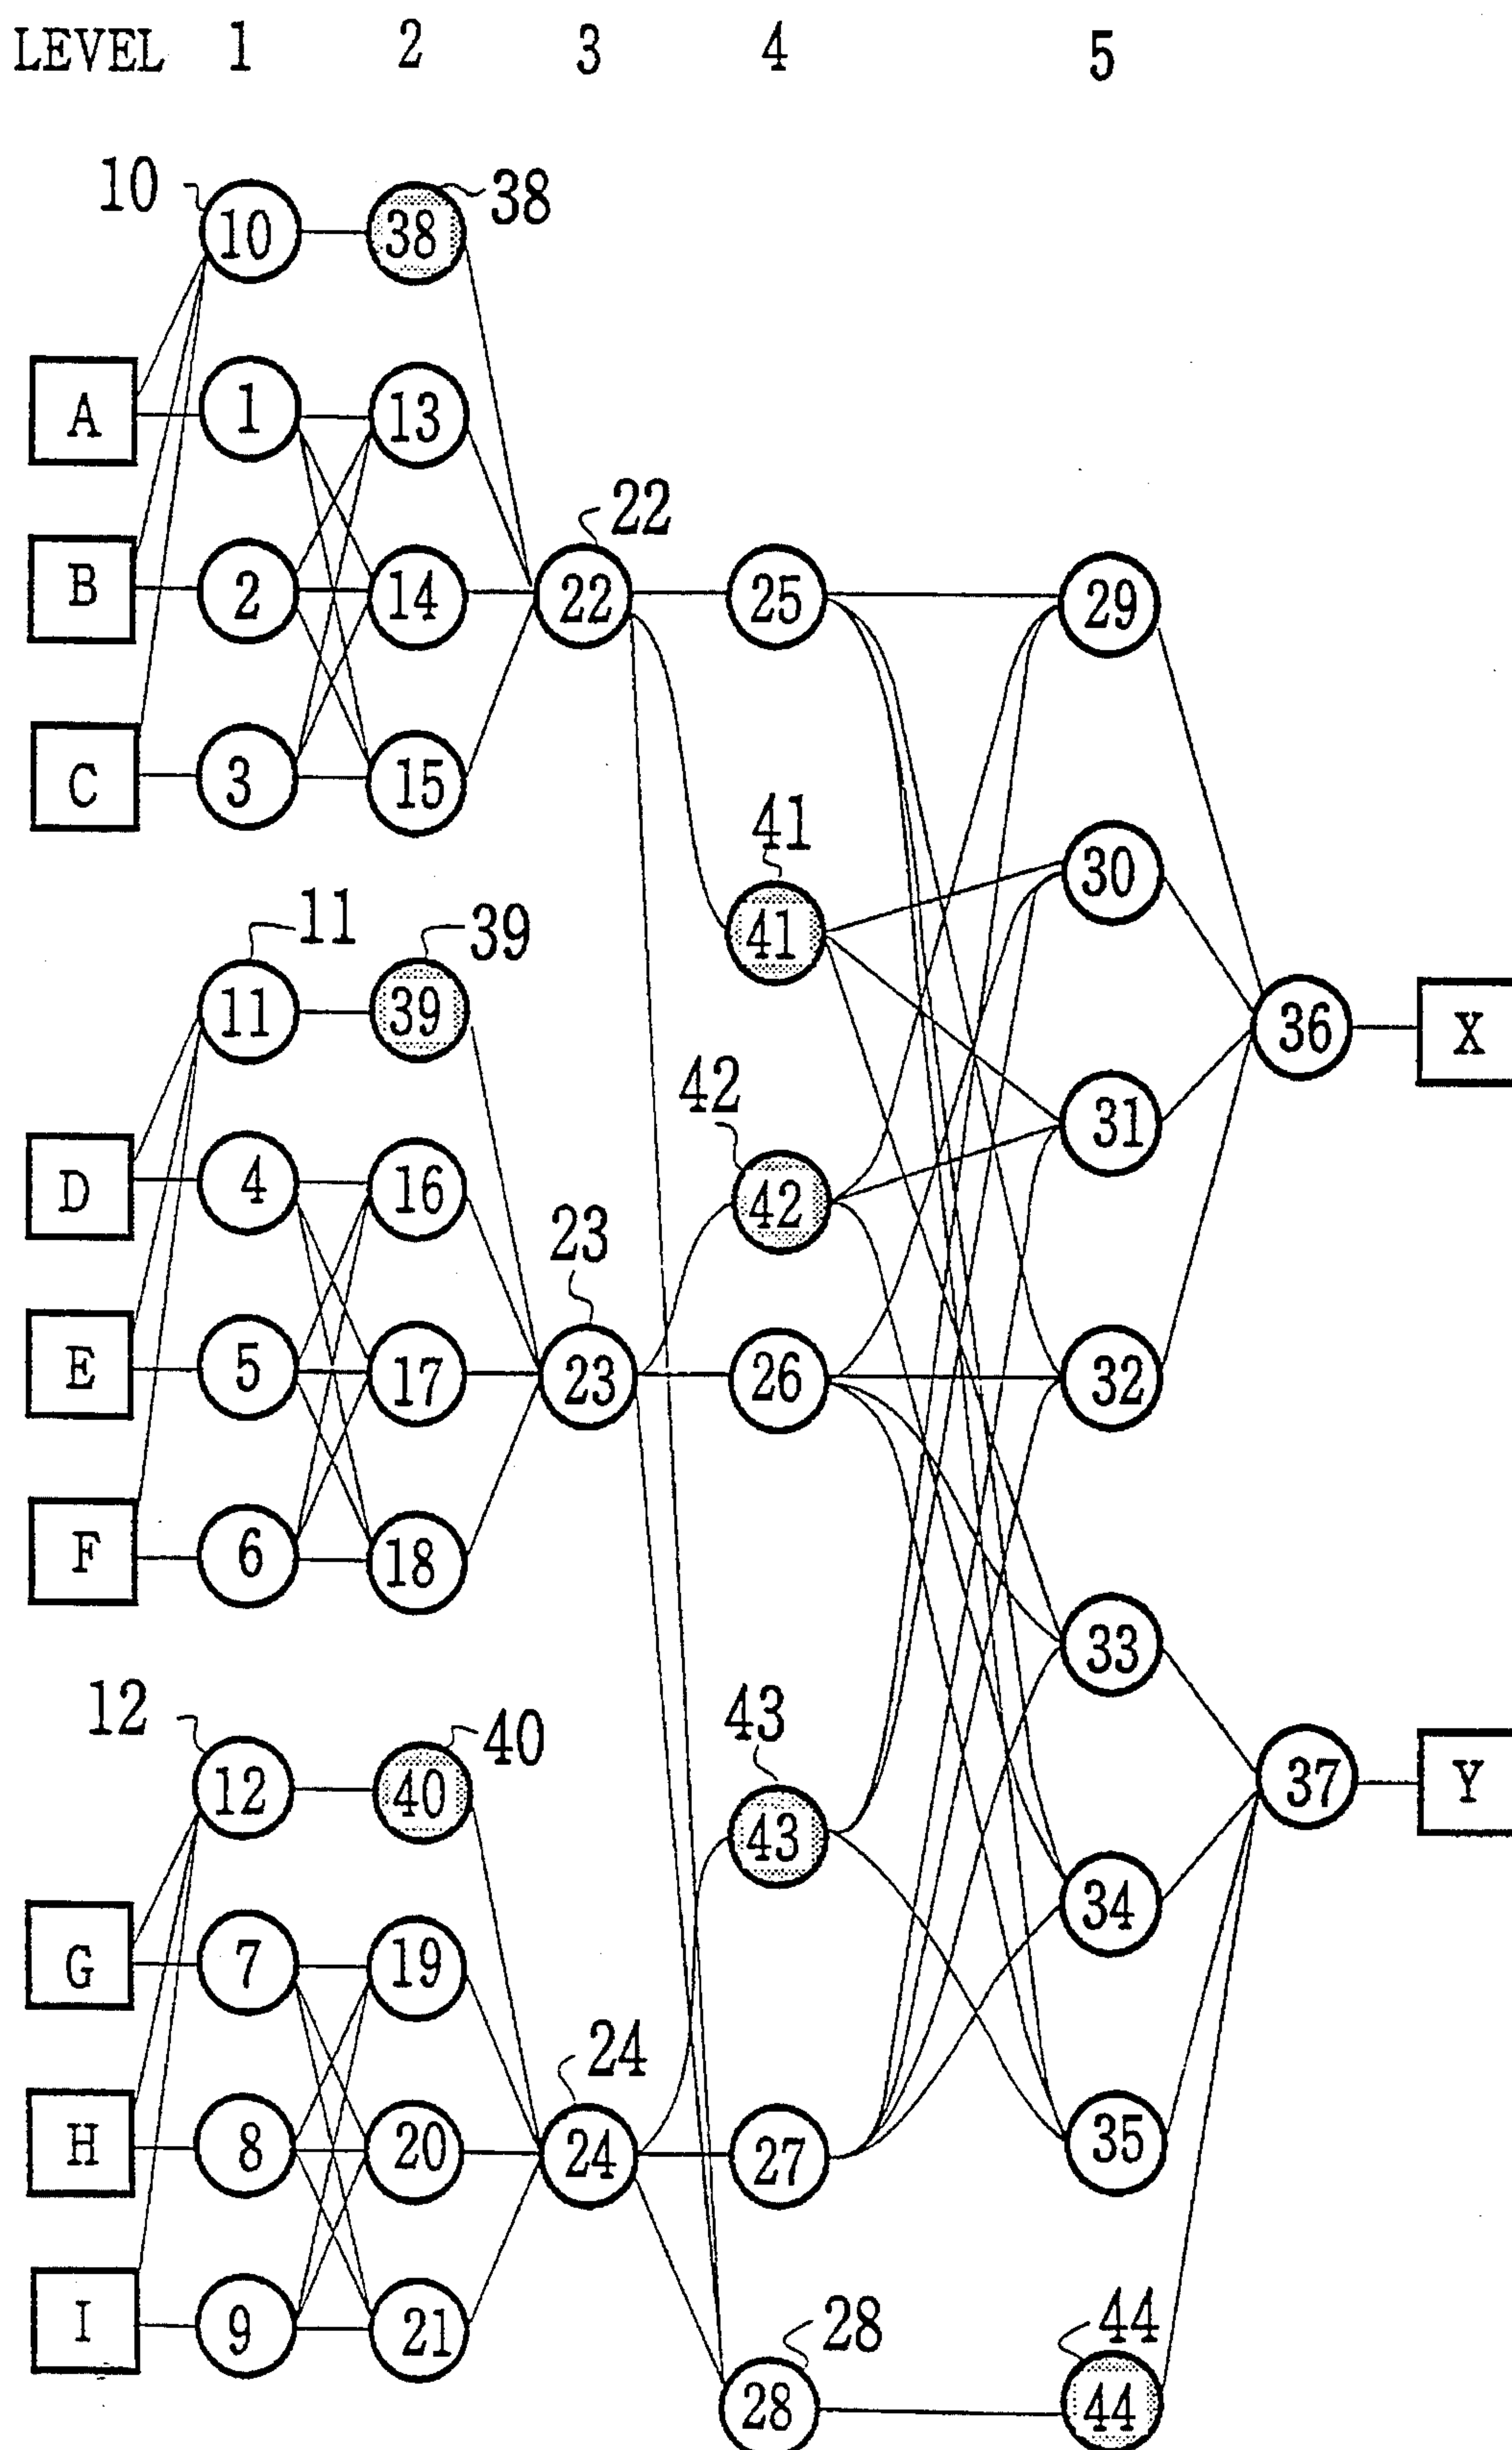 LEVEL 1 2 3 4 5
10 10 38 38
A 1 13
22
B 2 14 22 25 29
C 3 15
41
41 30
11 39
11 39 36 X
42
D 4 16 42 31
23
E 5 17 23 26 32
F 6 18
33
12 40 43
12 40 43 37 Y
34
G 7 19
24
H 8 20 24 27 35
I 9 21
28 44
28 44